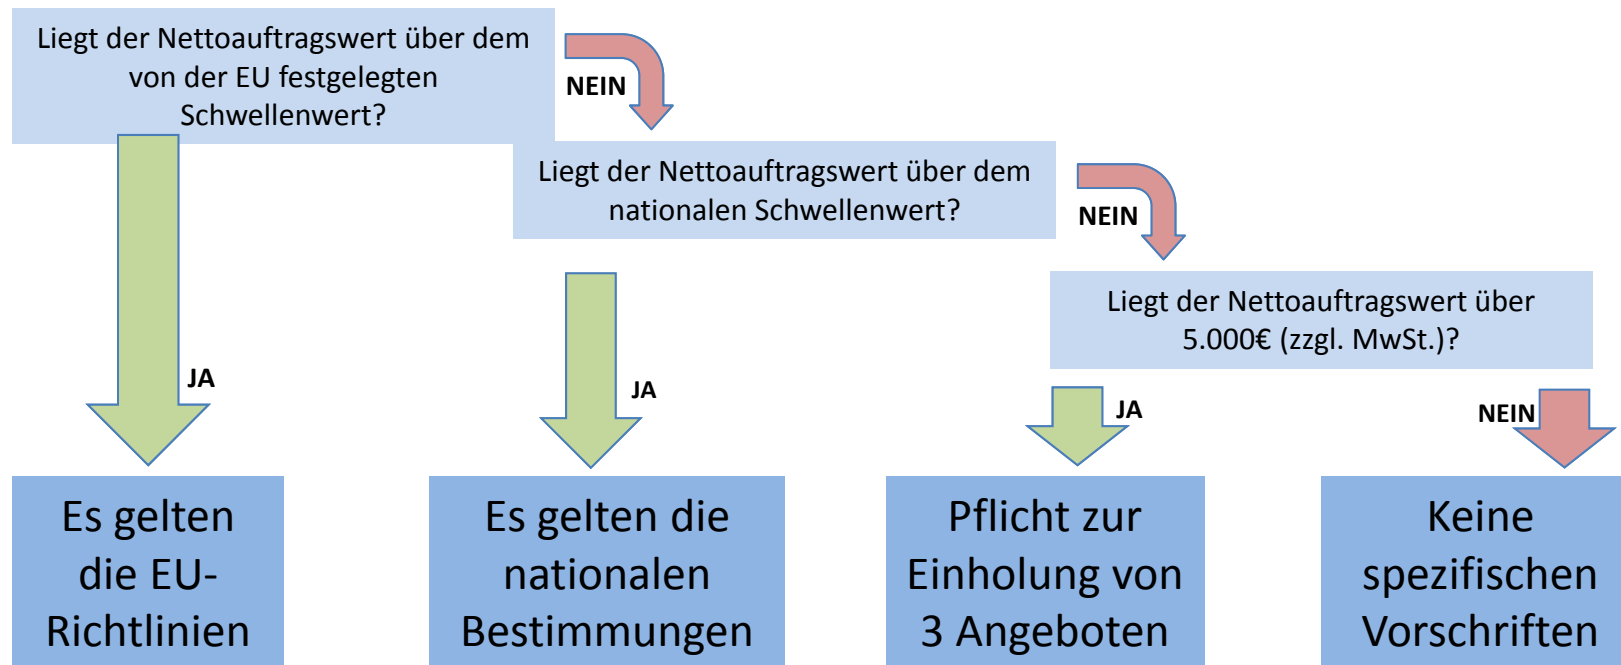 Liegt der Nettoauftragswert über dem
von der EU festgelegten
Schwellenwert?
NEIN
Liegt der Nettoauftragswert über dem
nationalen Schwellenwert?
NEIN
Liegt der Nettoauftragswert über
5.000€ (zzgl. MwSt.)?
JA
JA
JA
NEIN
Es gelten
die EU-
Richtlinien
Es gelten die
nationalen
Bestimmungen
Pflicht zur
Einholung von
3 Angeboten
Keine
spezifischen
Vorschriften